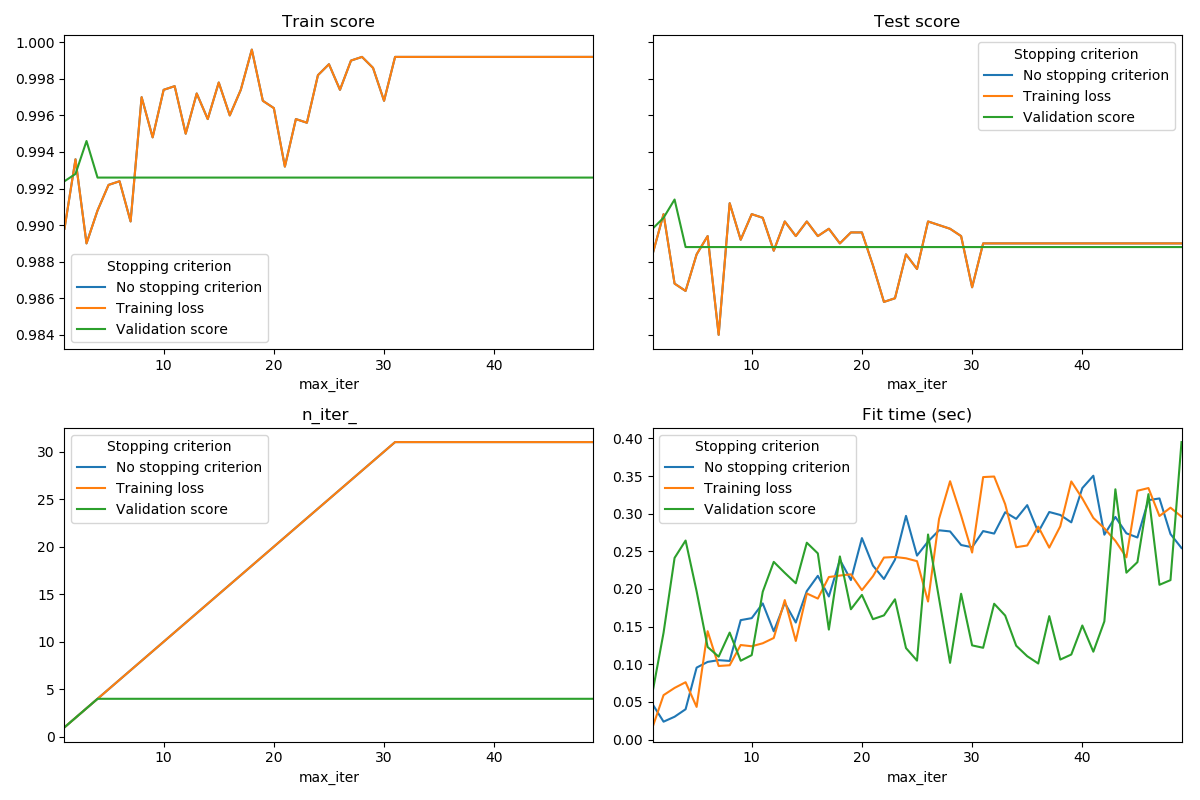 Train score
1.000
0.998
0.996
0.994
0.992
0.990
0.988
0.986
0.984
Stopping criterion
No stopping criterion
Training loss
Validation score
10
20
30
40
max_iter
Test score
Stopping criterion
No stopping criterion
Training loss
Validation score
10
20
30
40
max_iter
n_iter_
30
25
20
15
10
5
0
Stopping criterion
No stopping criterion
Training loss
Validation score
10
20
30
40
max_iter
Fit time (sec)
0.40
0.35
0.30
0.25
0.20
0.15
0.10
0.05
0.00
Stopping criterion
No stopping criterion
Training loss
Validation score
10
20
30
40
max_iter